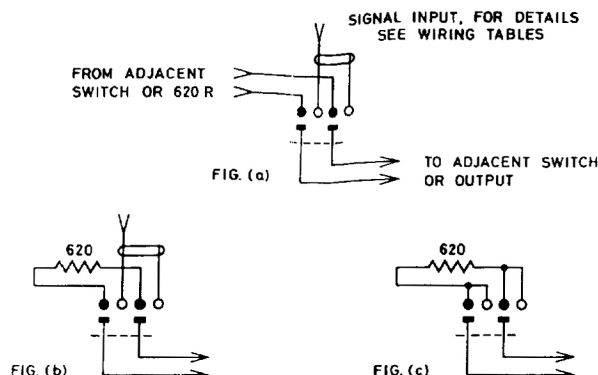 SIGNAL INPUT, FOR DETAILS
SEE WIRING TABLES
FROM ADJACENT
SWITCH OR 620 R
FIG. (a)
TO ADJACENT SWITCH
OR OUTPUT
620
620
FIG. (b)
FIG. (c)